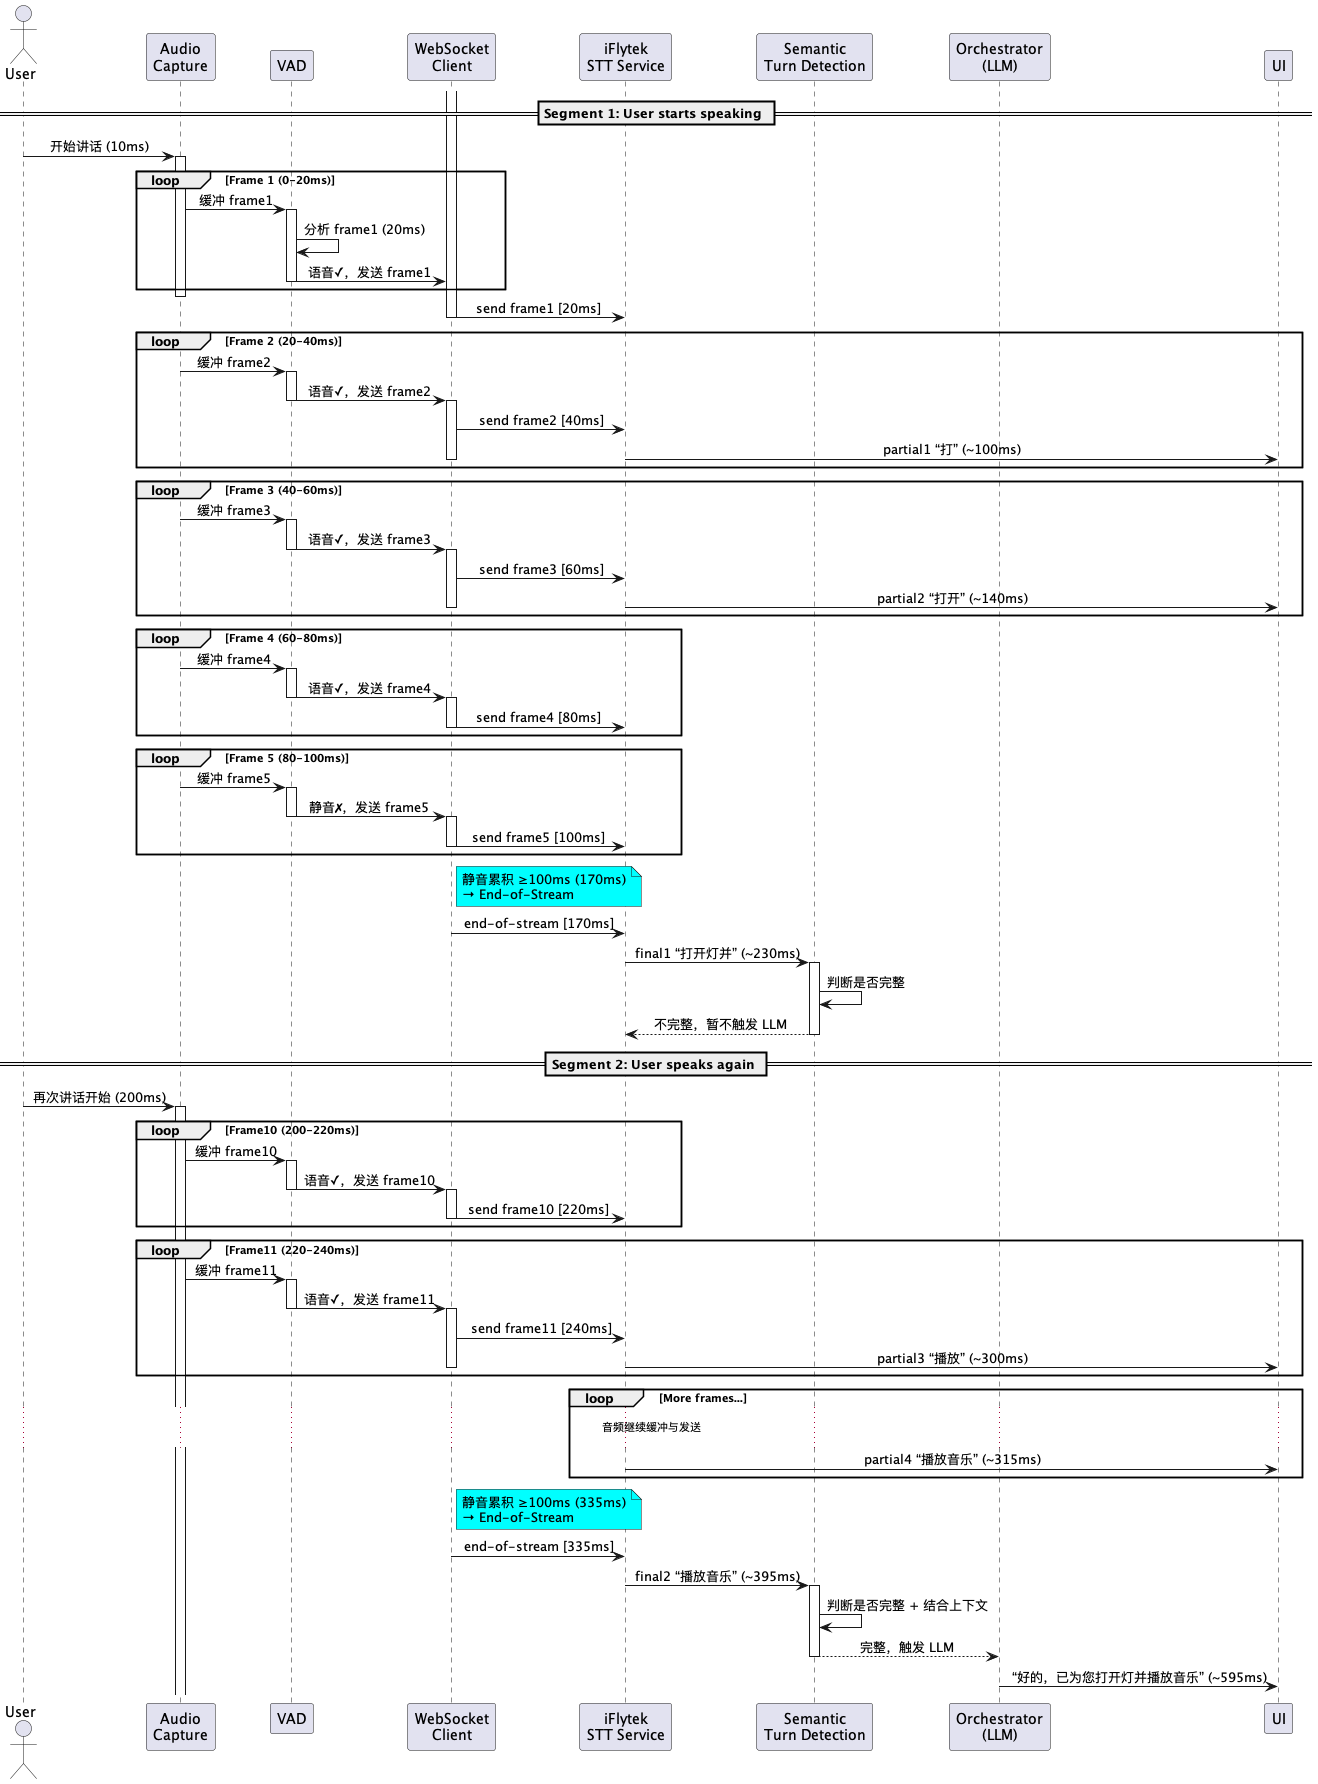 User
Audio
Capture
VAD
WebSocket
Client
iFlytek
STT Service
Semantic
Turn Detection
Orchestrator
(LLM)
UI
Segment 1: User starts speaking
开始讲话 (10ms)
loop [Frame 1 (0-20ms)]
缓冲 frame1
分析 frame1 (20ms)
语音✓，发送 frame1
send frame1 [20ms]
loop [Frame 2 (20-40ms)]
缓冲 frame2
语音✓，发送 frame2
send frame2 [40ms]
partial1 “打” (~100ms)
loop [Frame 3 (40-60ms)]
缓冲 frame3
语音✓，发送 frame3
send frame3 [60ms]
partial2 “打开” (~140ms)
loop [Frame 4 (60-80ms)]
缓冲 frame4
语音✓，发送 frame4
send frame4 [80ms]
loop [Frame 5 (80-100ms)]
缓冲 frame5
静音✗，发送 frame5
send frame5 [100ms]
静音累积 ≥100ms (170ms)
→ End-of-Stream
end-of-stream [170ms]
final1 “打开灯并” (~230ms)
判断是否完整
不完整，暂不触发 LLM
Segment 2: User speaks again
再次讲话开始 (200ms)
loop [Frame10 (200-220ms)]
缓冲 frame10
语音✓，发送 frame10
send frame10 [220ms]
loop [Frame11 (220-240ms)]
缓冲 frame11
语音✓，发送 frame11
send frame11 [240ms]
partial3 “播放” (~300ms)
loop [More frames...]
音频继续缓冲与发送
partial4 “播放音乐” (~315ms)
静音累积 ≥100ms (335ms)
→ End-of-Stream
end-of-stream [335ms]
final2 “播放音乐” (~395ms)
判断是否完整 + 结合上下文
完整，触发 LLM
“好的，已为您打开灯并播放音乐” (~595ms)
User
Audio
Capture
VAD
WebSocket
Client
iFlytek
STT Service
Semantic
Turn Detection
Orchestrator
(LLM)
UI